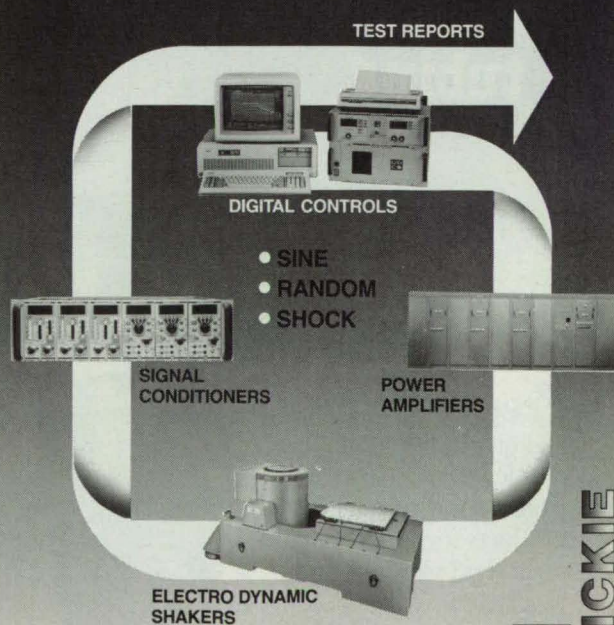 TEST REPORTS
DIGITAL CONTROLS
• SINE
• RANDOM
• SHOCK
SIGNAL
CONDITIONERS
POWER
AMPLIFIERS
ELECTRO DYNAMIC
SHAKERS